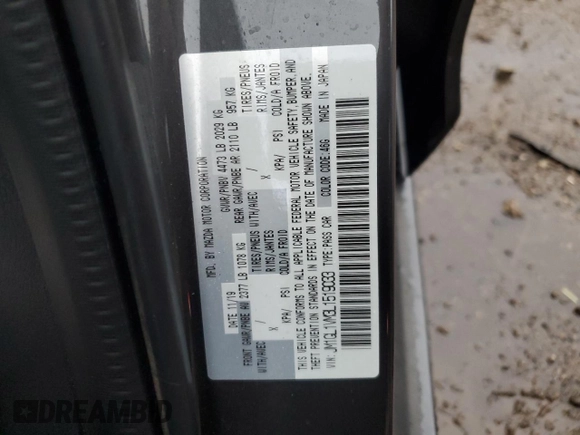 MFD. BY MAZDA MOTOR CORPORATION
DATE: 11/19 GVWR/PNBV 4473 LB 2029 KG
FRONT GAWR/PNBE AV 2377 LB 1078 KG REAR GAWR/PNBE AR 2110 LB 957 KG
WITH/AVEC / TIRES/PNEUS WITH/AVEC / TIRES/PNEUS
X RIMS/JANTES X RIMS/JANTES
KPA/ PSI COLD/A FROID KPA/ PSI COLD/A FROID
THIS VEHICLE CONFORMS TO ALL APPLICABLE FEDERAL MOTOR VEHICLE SAFETY, BUMPER, AND
THEFT PREVENTION STANDARDS IN EFFECT ON THE DATE OF MANUFACTURE SHOWN ABOVE.
VIN: TYPE: PASS CAR COLOR CODE: 46G MADE IN JAPAN
DREAMBID